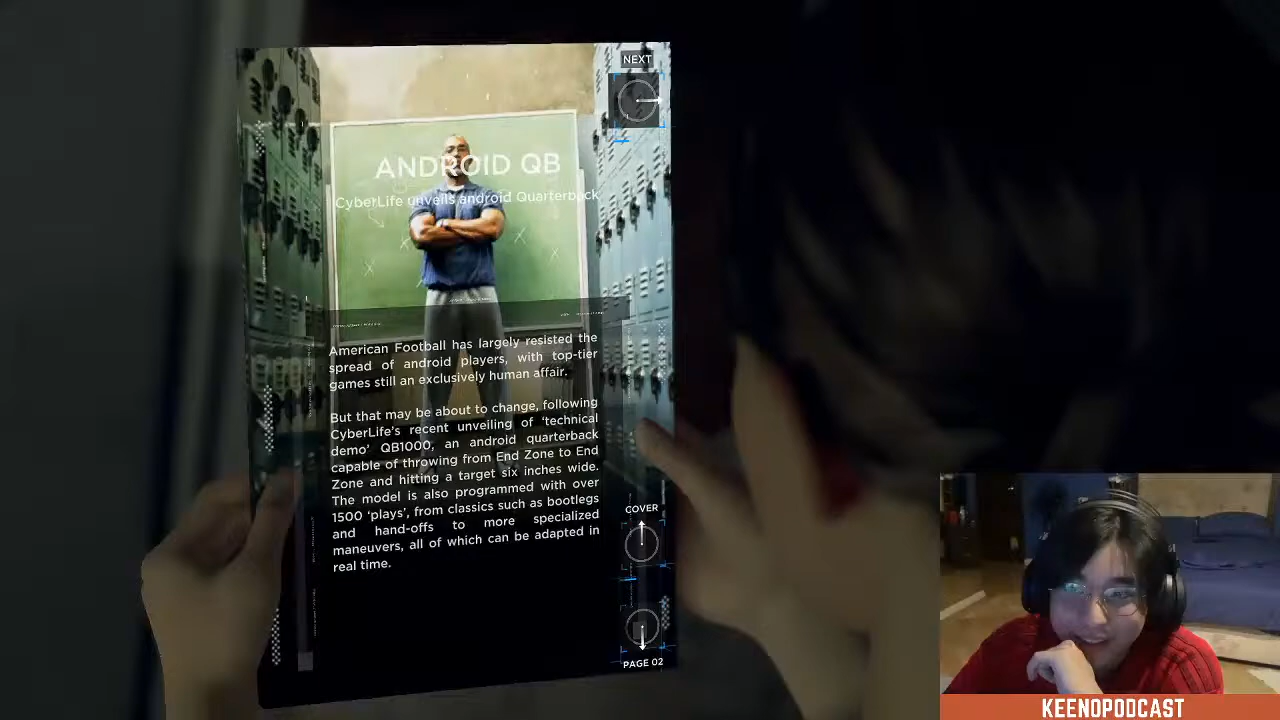 NEXT
ANDROID QB
CyberLife unveils android Quarterback
American Football has largely resisted the
spread of android players, with top-tier
games still an exclusively human affair.
But that may be about to change, following
CyberLife's recent unveiling of 'technical
demo' QB1000, an android quarterback
capable of throwing from End Zone to End
Zone and hitting a target six inches wide.
The model is also programmed with over
1500 'plays', from classics such as bootlegs
and hand-offs to more specialized
maneuvers, all of which can be adapted in
real time.
COVER
PAGE 02
KEENOPODCAST